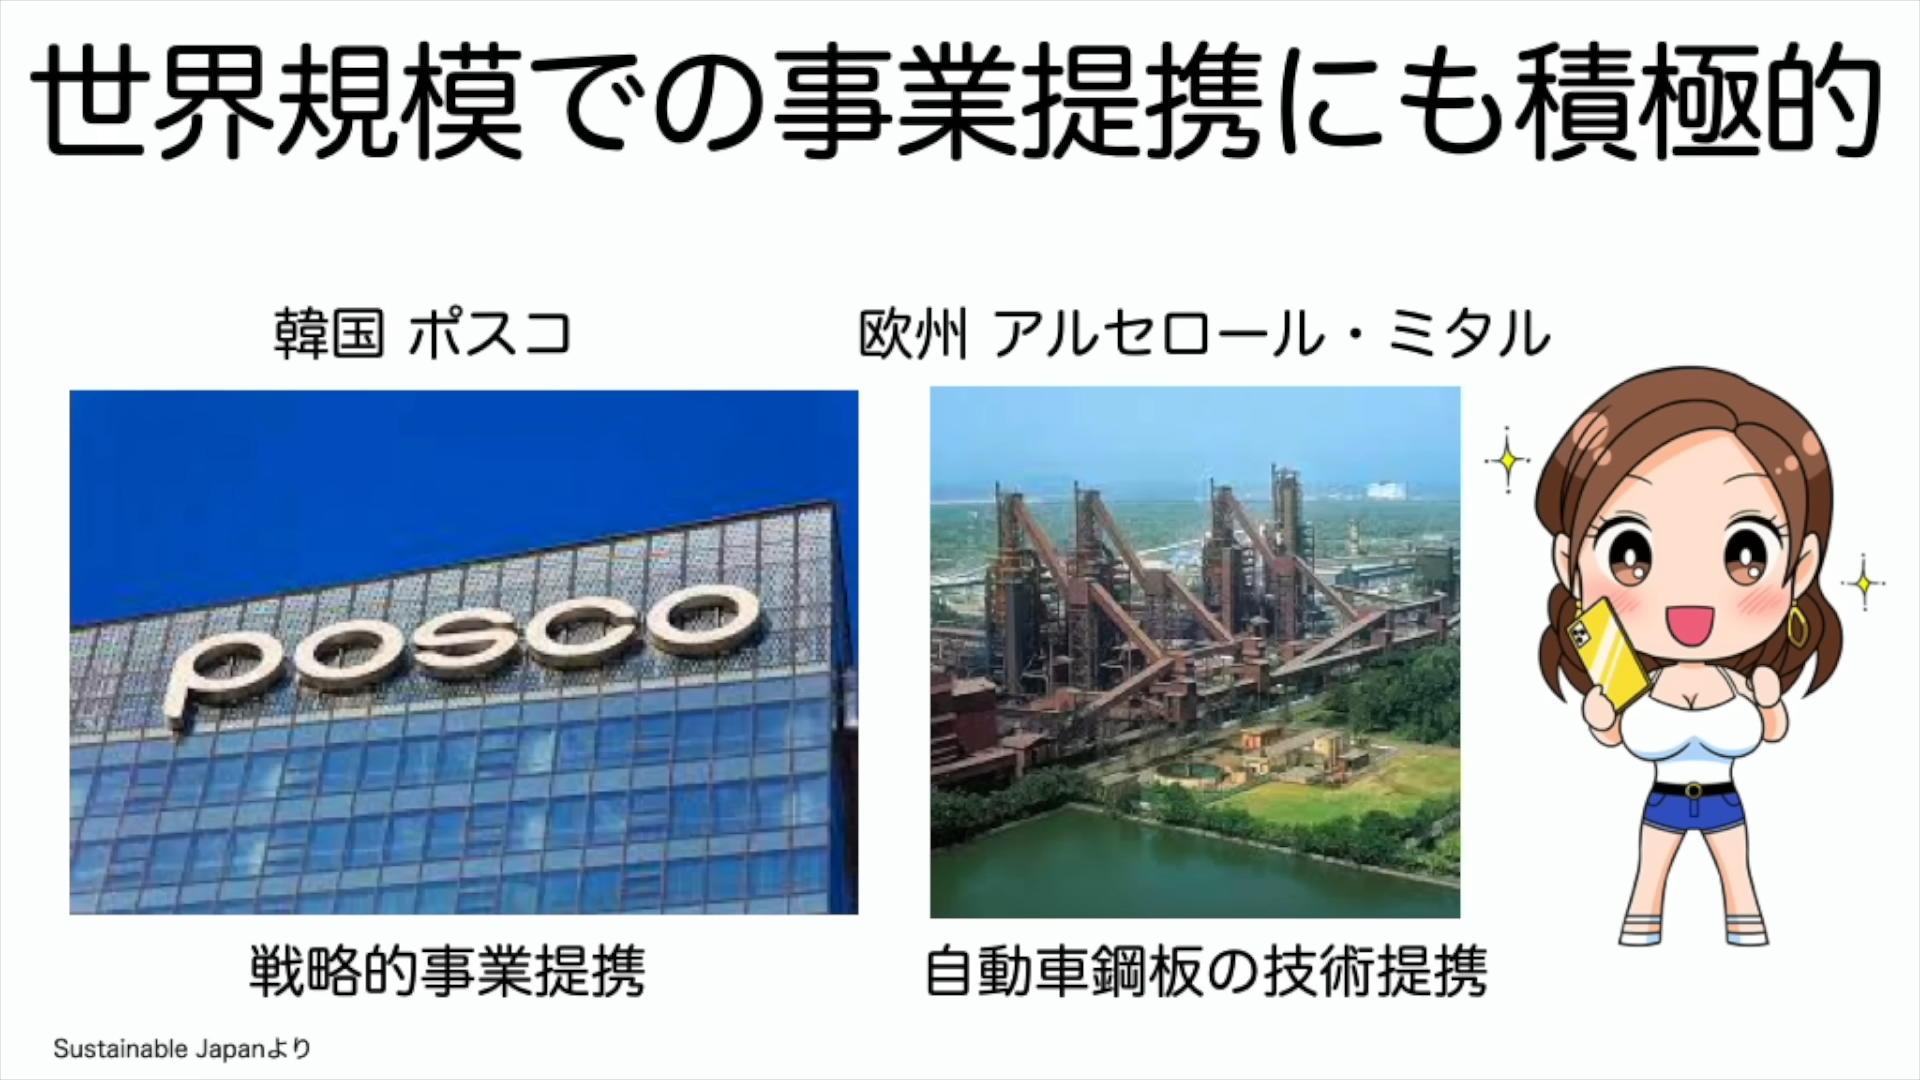 世界規模での事業提携にも積極的
韓国 ポスコ
欧州 アルセロール・ミタル
posco
戦略的事業提携
自動車鋼板の技術提携
Sustainable Japanより